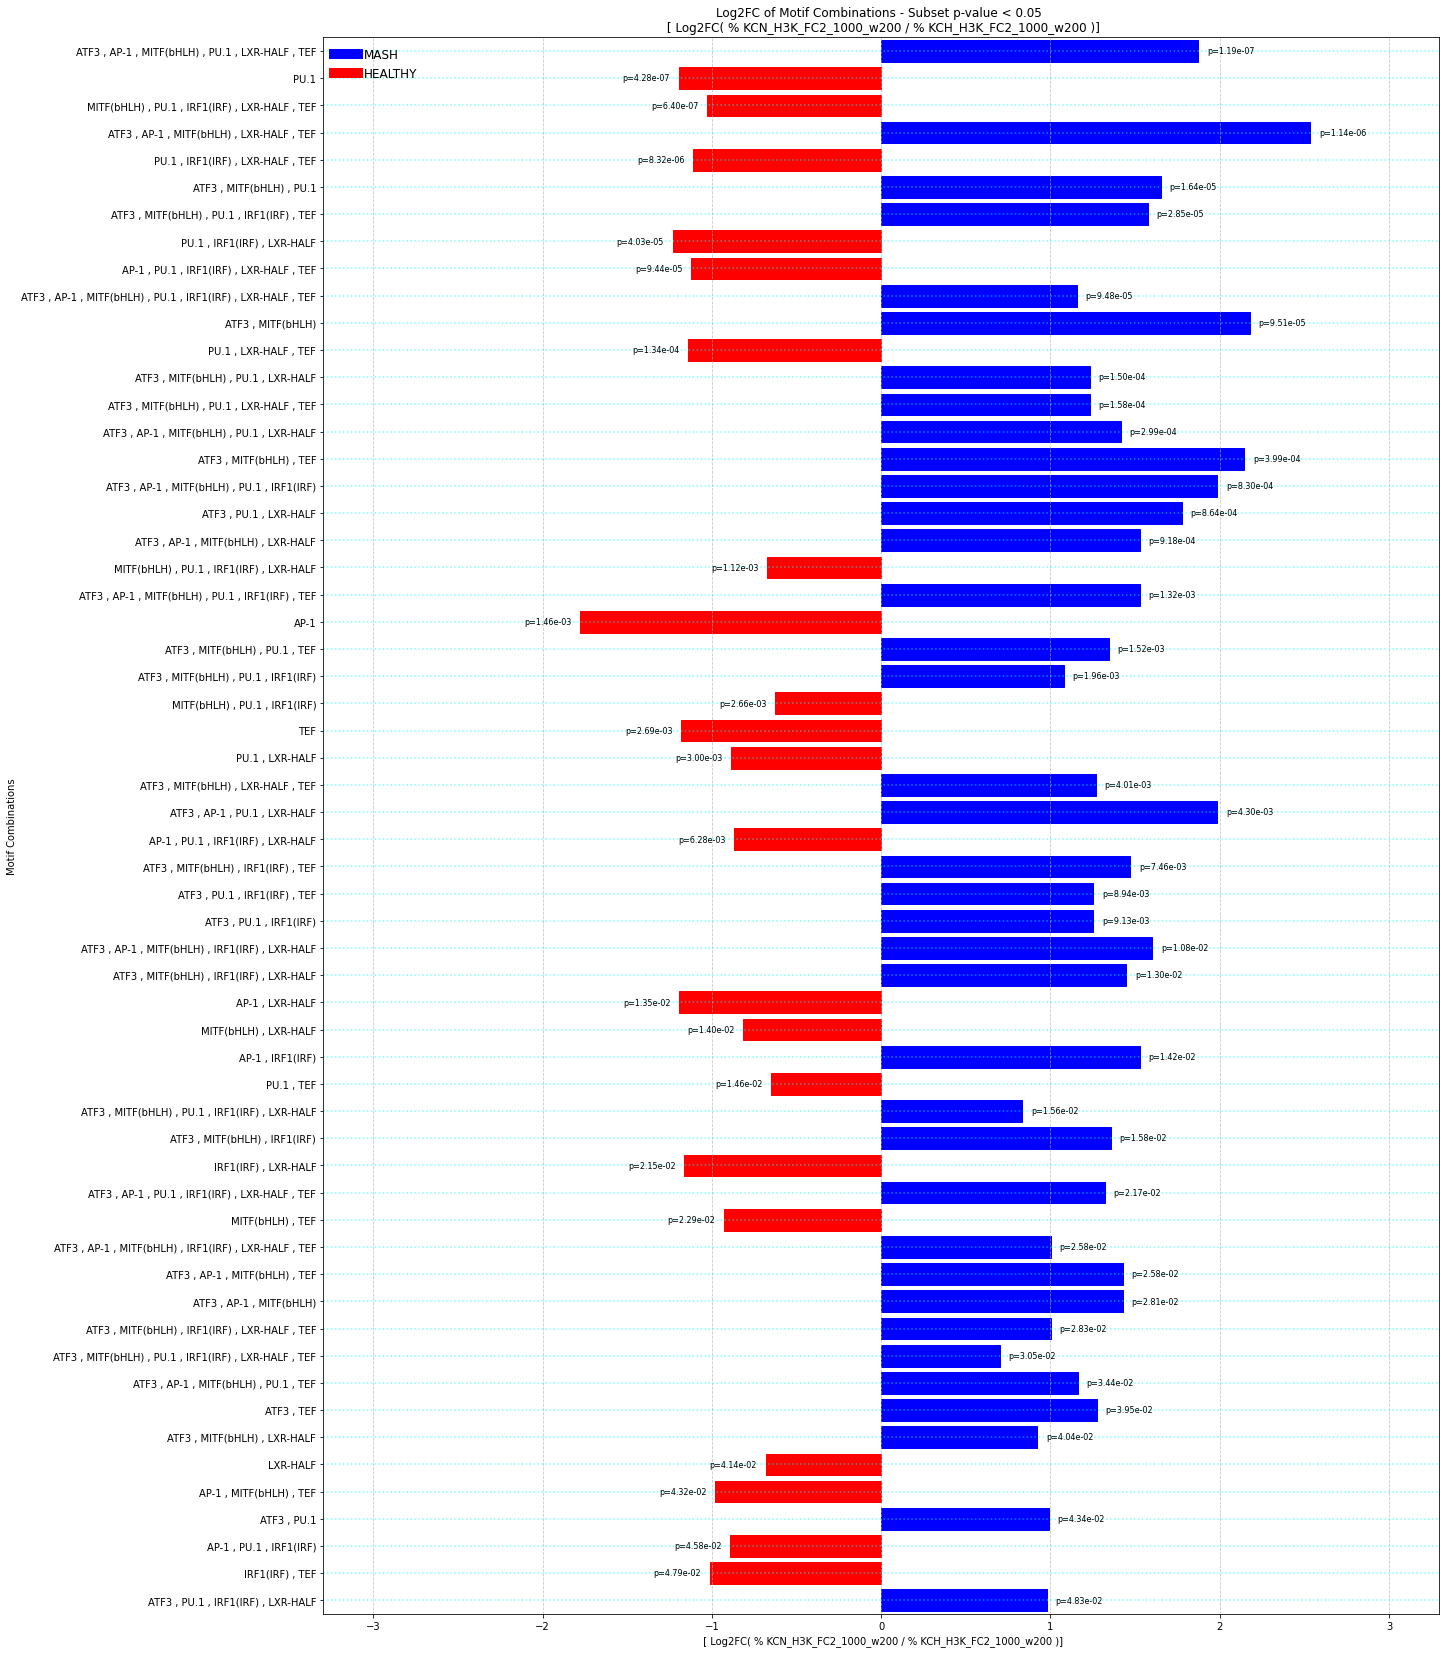 Log2FC of Motif Combinations - Subset p-value < 0.05
[ Log2FC( % KCN_H3K_FC2_1000_w200 / % KCH_H3K_FC2_1000_w200 )]
MASH
HEALTHY
ATF3 , AP-1 , MITF(bHLH) , PU.1 , LXR-HALF , TEF p=1.19e-07
PU.1 p=4.28e-07
MITF(bHLH) , PU.1 , IRF1(IRF) , LXR-HALF , TEF p=6.40e-07
ATF3 , AP-1 , MITF(bHLH) , LXR-HALF , TEF p=1.14e-06
PU.1 , IRF1(IRF) , LXR-HALF , TEF p=8.32e-06
ATF3 , MITF(bHLH) , PU.1 p=1.64e-05
ATF3 , MITF(bHLH) , PU.1 , IRF1(IRF) , TEF p=2.85e-05
PU.1 , IRF1(IRF) , LXR-HALF p=4.03e-05
AP-1 , PU.1 , IRF1(IRF) , LXR-HALF , TEF p=9.44e-05
ATF3 , AP-1 , MITF(bHLH) , PU.1 , IRF1(IRF) , LXR-HALF , TEF p=9.48e-05
ATF3 , MITF(bHLH) p=9.51e-05
PU.1 , LXR-HALF , TEF p=1.34e-04
ATF3 , MITF(bHLH) , PU.1 , LXR-HALF p=1.50e-04
ATF3 , MITF(bHLH) , PU.1 , LXR-HALF , TEF p=1.58e-04
ATF3 , AP-1 , MITF(bHLH) , PU.1 , LXR-HALF p=2.99e-04
ATF3 , MITF(bHLH) , TEF p=3.99e-04
ATF3 , AP-1 , MITF(bHLH) , PU.1 , IRF1(IRF) p=8.30e-04
ATF3 , PU.1 , LXR-HALF p=8.64e-04
ATF3 , AP-1 , MITF(bHLH) , LXR-HALF p=9.18e-04
MITF(bHLH) , PU.1 , IRF1(IRF) , LXR-HALF p=1.12e-03
ATF3 , AP-1 , MITF(bHLH) , PU.1 , IRF1(IRF) , TEF p=1.32e-03
AP-1 p=1.46e-03
ATF3 , MITF(bHLH) , PU.1 , TEF p=1.52e-03
ATF3 , MITF(bHLH) , PU.1 , IRF1(IRF) p=1.96e-03
MITF(bHLH) , PU.1 , IRF1(IRF) p=2.66e-03
TEF p=2.69e-03
PU.1 , LXR-HALF p=3.00e-03
ATF3 , MITF(bHLH) , LXR-HALF , TEF p=4.01e-03
ATF3 , AP-1 , PU.1 , LXR-HALF p=4.30e-03
AP-1 , PU.1 , IRF1(IRF) , LXR-HALF p=6.28e-03
ATF3 , MITF(bHLH) , IRF1(IRF) , TEF p=7.46e-03
ATF3 , PU.1 , IRF1(IRF) , TEF p=8.94e-03
ATF3 , PU.1 , IRF1(IRF) p=9.13e-03
ATF3 , AP-1 , MITF(bHLH) , IRF1(IRF) , LXR-HALF p=1.08e-02
ATF3 , MITF(bHLH) , IRF1(IRF) , LXR-HALF p=1.30e-02
AP-1 , LXR-HALF p=1.35e-02
MITF(bHLH) , LXR-HALF p=1.40e-02
AP-1 , IRF1(IRF) p=1.42e-02
PU.1 , TEF p=1.46e-02
ATF3 , MITF(bHLH) , PU.1 , IRF1(IRF) , LXR-HALF p=1.56e-02
ATF3 , MITF(bHLH) , IRF1(IRF) p=1.58e-02
IRF1(IRF) , LXR-HALF p=2.15e-02
ATF3 , AP-1 , PU.1 , IRF1(IRF) , LXR-HALF , TEF p=2.17e-02
MITF(bHLH) , TEF p=2.29e-02
ATF3 , AP-1 , MITF(bHLH) , IRF1(IRF) , LXR-HALF , TEF p=2.58e-02
ATF3 , AP-1 , MITF(bHLH) , TEF p=2.58e-02
ATF3 , AP-1 , MITF(bHLH) p=2.81e-02
ATF3 , MITF(bHLH) , IRF1(IRF) , LXR-HALF , TEF p=2.83e-02
ATF3 , MITF(bHLH) , PU.1 , IRF1(IRF) , LXR-HALF , TEF p=3.05e-02
ATF3 , AP-1 , MITF(bHLH) , PU.1 , TEF p=3.44e-02
ATF3 , TEF p=3.95e-02
ATF3 , MITF(bHLH) , LXR-HALF p=4.04e-02
LXR-HALF p=4.14e-02
AP-1 , MITF(bHLH) , TEF p=4.32e-02
ATF3 , PU.1 p=4.34e-02
AP-1 , PU.1 , IRF1(IRF) p=4.58e-02
IRF1(IRF) , TEF p=4.79e-02
ATF3 , PU.1 , IRF1(IRF) , LXR-HALF p=4.83e-02
Motif Combinations
−3 −2 −1 0 1 2 3
[ Log2FC( % KCN_H3K_FC2_1000_w200 / % KCH_H3K_FC2_1000_w200 )]